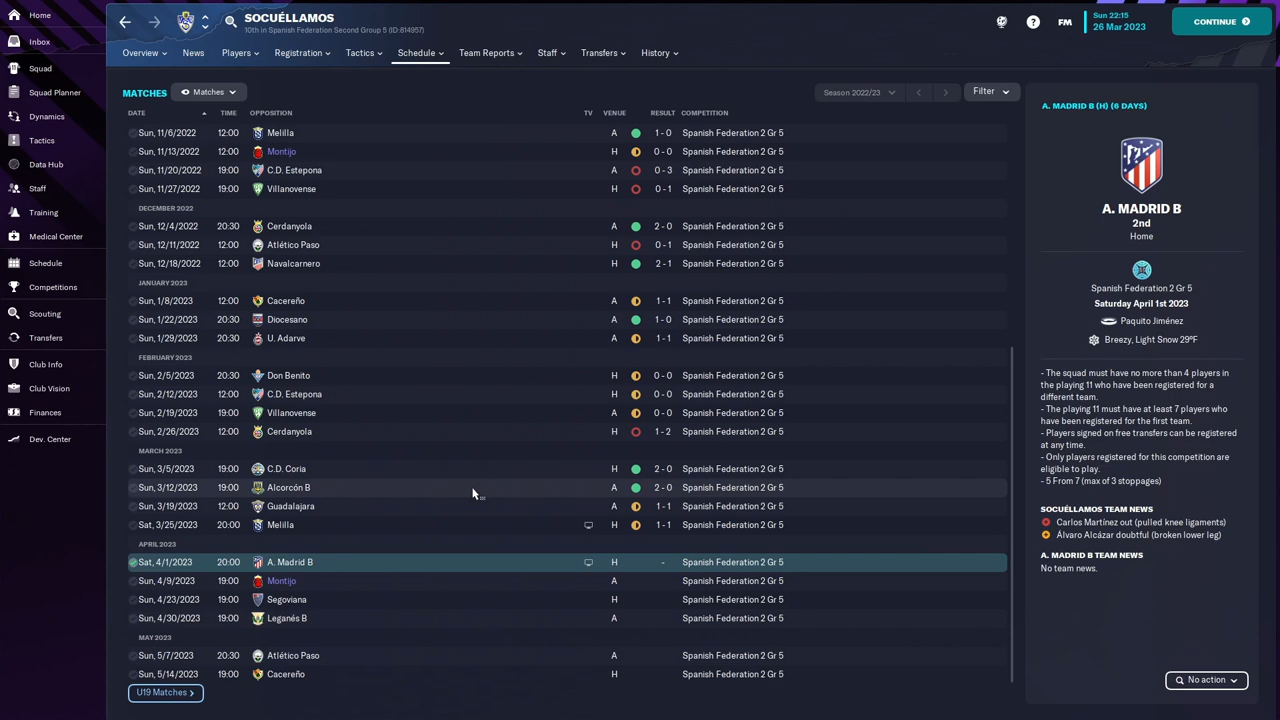 Home
Inbox
Squad
Squad Planner
Dynamics
Tactics
Data Hub
Staff
Training
Medical Center
Schedule
Competitions
Scouting
Transfers
Club Info
Club Vision
Finances
Dev. Center
SOCUÉLLAMOS
10th in Spanish Federation Second Group 5 (ID:814957)
FM
Sun 22:15
26 Mar 2023
CONTINUE
Overview
News
Players
Registration
Tactics
Schedule
Team Reports
Staff
Transfers
History
MATCHES
Matches
Season 2022/23
Filter
DATE TIME OPPOSITION TV VENUE RESULT COMPETITION
Sun, 11/6/2022 12:00 Melilla A 1 - 0 Spanish Federation 2 Gr 5
Sun, 11/13/2022 12:00 Montijo H 0 - 0 Spanish Federation 2 Gr 5
Sun, 11/20/2022 19:00 C.D. Estepona A 0 - 3 Spanish Federation 2 Gr 5
Sun, 11/27/2022 19:00 Villanovense H 0 - 1 Spanish Federation 2 Gr 5
DECEMBER 2022
Sun, 12/4/2022 20:30 Cerdanyola A 2 - 0 Spanish Federation 2 Gr 5
Sun, 12/11/2022 12:00 Atlético Paso H 0 - 1 Spanish Federation 2 Gr 5
Sun, 12/18/2022 12:00 Navalcarnero H 2 - 1 Spanish Federation 2 Gr 5
JANUARY 2023
Sun, 1/8/2023 12:00 Cacereño A 1 - 1 Spanish Federation 2 Gr 5
Sun, 1/22/2023 20:30 Diocesano A 1 - 0 Spanish Federation 2 Gr 5
Sun, 1/29/2023 20:30 U. Adarve A 1 - 1 Spanish Federation 2 Gr 5
FEBRUARY 2023
Sun, 2/5/2023 20:30 Don Benito H 0 - 0 Spanish Federation 2 Gr 5
Sun, 2/12/2023 12:00 C.D. Estepona H 0 - 0 Spanish Federation 2 Gr 5
Sun, 2/19/2023 19:00 Villanovense A 0 - 0 Spanish Federation 2 Gr 5
Sun, 2/26/2023 12:00 Cerdanyola H 1 - 2 Spanish Federation 2 Gr 5
MARCH 2023
Sun, 3/5/2023 19:00 C.D. Coria H 2 - 0 Spanish Federation 2 Gr 5
Sun, 3/12/2023 19:00 Alcorcón B A 2 - 0 Spanish Federation 2 Gr 5
Sun, 3/19/2023 12:00 Guadalajara A 1 - 1 Spanish Federation 2 Gr 5
Sat, 3/25/2023 20:00 Melilla H 1 - 1 Spanish Federation 2 Gr 5
APRIL 2023
Sat, 4/1/2023 20:00 A. Madrid B H - Spanish Federation 2 Gr 5
Sun, 4/9/2023 19:00 Montijo A Spanish Federation 2 Gr 5
Sun, 4/23/2023 19:00 Segoviana H Spanish Federation 2 Gr 5
Sun, 4/30/2023 19:00 Leganés B A Spanish Federation 2 Gr 5
MAY 2023
Sun, 5/7/2023 20:30 Atlético Paso A Spanish Federation 2 Gr 5
Sun, 5/14/2023 19:00 Cacereño H Spanish Federation 2 Gr 5
U19 Matches
A. MADRID B (H) (6 DAYS)
A. MADRID B
2nd
Home
Spanish Federation 2 Gr 5
Saturday April 1st 2023
Paquito Jiménez
Breezy, Light Snow 29°F
- The squad must have no more than 4 players in
the playing 11 who have been registered for a
different team.
- The playing 11 must have at least 7 players who
have been registered for the first team.
- Players signed on free transfers can be registered
at any time.
- Only players registered for this competition are
eligible to play.
- 5 From 7 (max of 3 stoppages)
SOCUÉLLAMOS TEAM NEWS
Carlos Martínez out (pulled knee ligaments)
Álvaro Alcázar doubtful (broken lower leg)
A. MADRID B TEAM NEWS
No team news.
No action